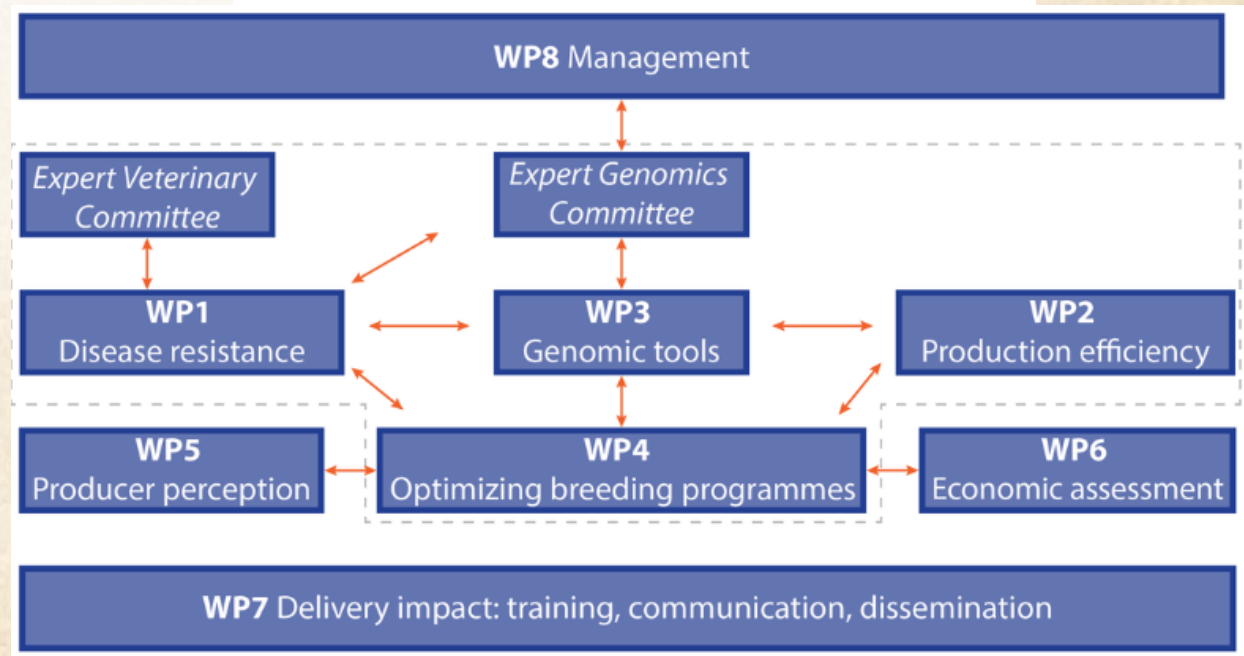 WP8 Management
Expert Veterinary
Committee
Expert Genomics
Committee
WP1
Disease resistance
WP3
Genomic tools
WP2
Production efficiency
WP5
Producer perception
WP4
Optimizing breeding programmes
WP6
Economic assessment
WP7 Delivery impact: training, communication, dissemination